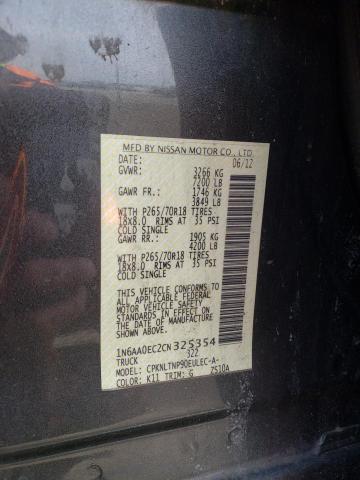 MFD BY NISSAN MOTOR CO., LTD.
DATE: 06/12
GVWR: 3266 KG
7200 LB
GAWR FR.: 1746 KG
3849 LB
WITH P265/70R18 TIRES
18x8.0 RIMS AT 35 PSI
COLD SINGLE
GAWR RR.: 1905 KG
4200 LB
WITH P265/70R18 TIRES
18x8.0 RIMS AT 35 PSI
COLD SINGLE
THIS VEHICLE CONFORMS
TO ALL APPLICABLE FEDERAL
MOTOR VEHICLE SAFETY
STANDARDS IN EFFECT ON
THE DATE OF MANUFACTURE
SHOWN ABOVE.
1N6AA0EC2CN325354
TRUCK 322
MODEL: CPKNLTNP90EULEC-A-
COLOR: K11 TRIM: G ZS10A